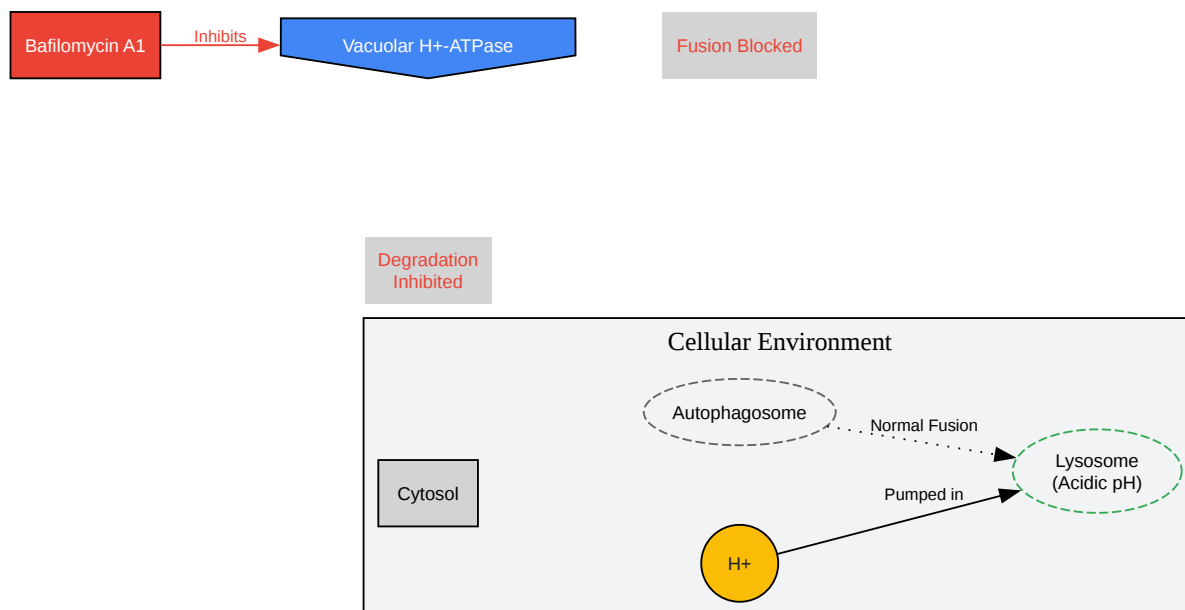 Bafilomycin A1
Inhibits
Vacuolar H+-ATPase
Fusion Blocked
Degradation
Inhibited
Cellular Environment
Autophagosome
Normal Fusion
Lysosome
(Acidic pH)
Cytosol
Pumped in
H+